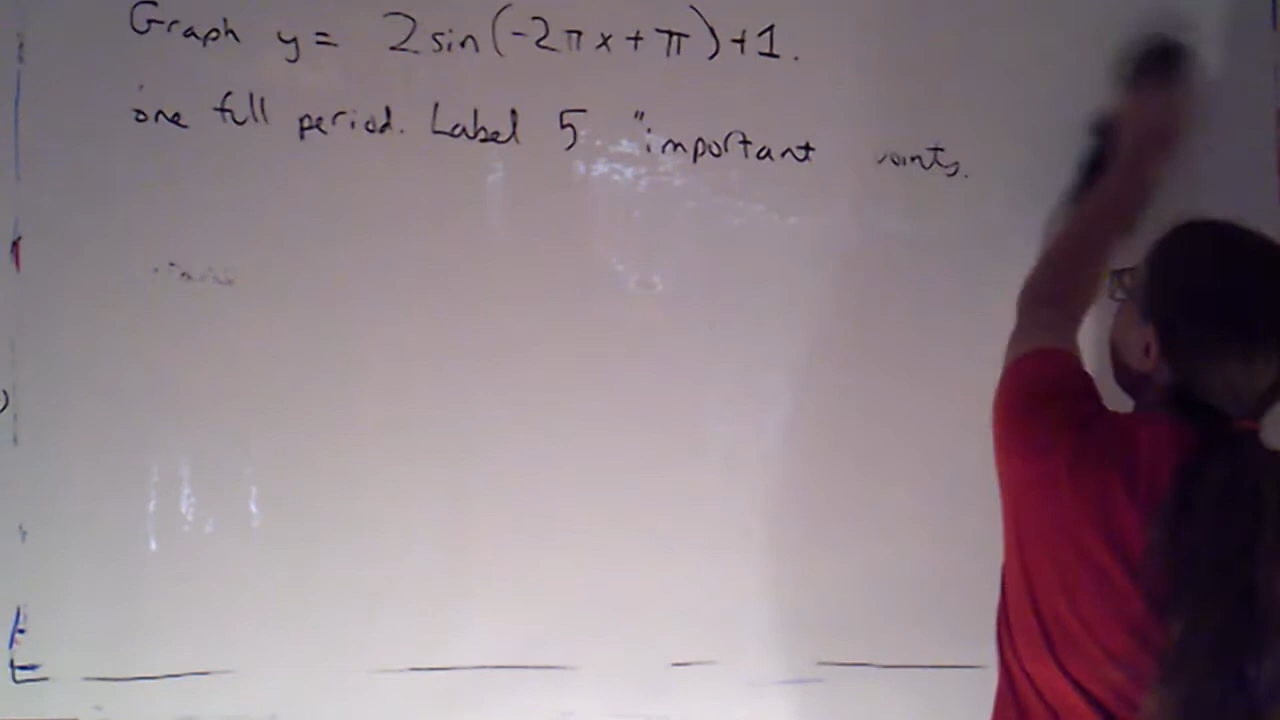 Graph y = 2 sin(-2πx + π) + 1.
one full period. Label 5 "important